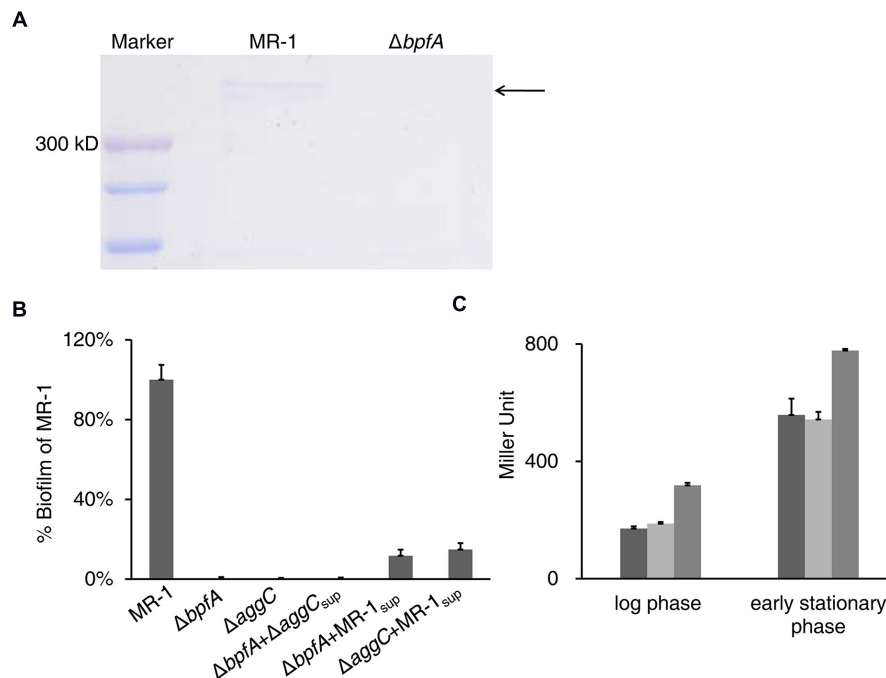 A
Marker MR-1 ΔbpfA
300 kD
B
120%
80%
40%
0%
% Biofilm of MR-1
MR-1
ΔbpfA
ΔaggC
ΔbpfA+ΔaggCsup
ΔbpfA+MR-1sup
ΔaggC+MR-1sup
C
800
400
0
Miller Unit
log phase
early stationary
phase